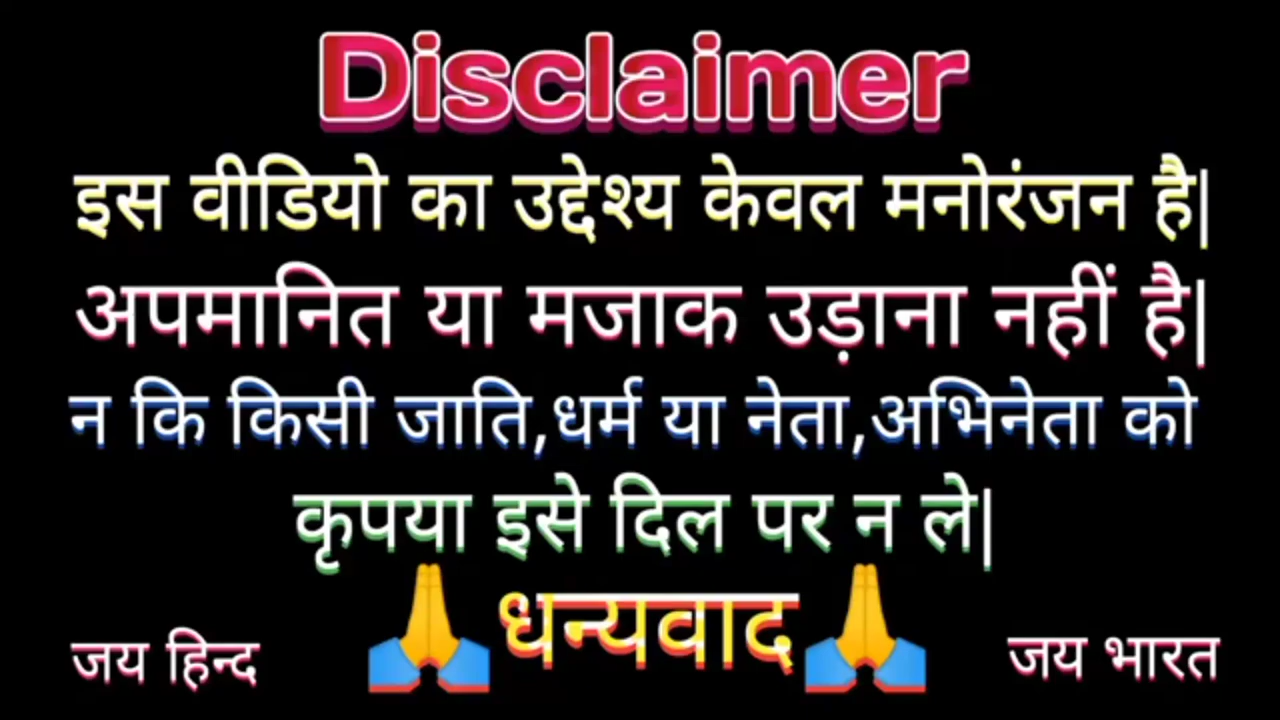 Disclaimer
इस वीडियो का उद्देश्य केवल मनोरंजन है|
अपमानित या मजाक उड़ाना नहीं है|
न कि किसी जाति,धर्म या नेता,अभिनेता को
कृपया इसे दिल पर न ले|
🙏धन्यवाद🙏
जय हिन्द जय भारत